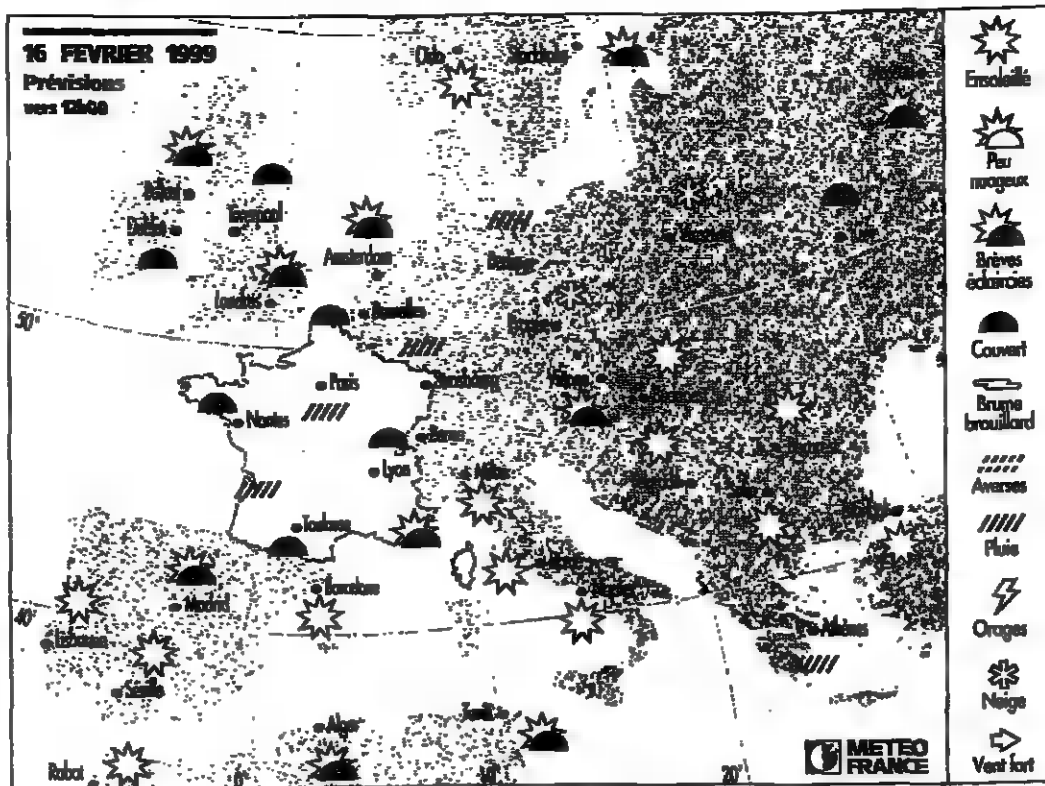 16 FEVRIER 1999
Prévisions
vers 12h00
Oslo
Belfast
Dublin
Liverpool
Amsterdam
Londres
Bruxelles
50°
Paris
Strasbourg
Nantes
Berne
Lyon
Milan
Toulouse
Barcelone
Madrid
40°
Lisbonne
Séville
Athènes
Alger
Tunis
Rabat
0°
10°
20°
METEO
FRANCE
Ensoleillé
Peu
nuageux
Brèves
éclaircies
Couvert
Brume
brouillard
Averses
Pluie
Orages
Neige
Vent fort